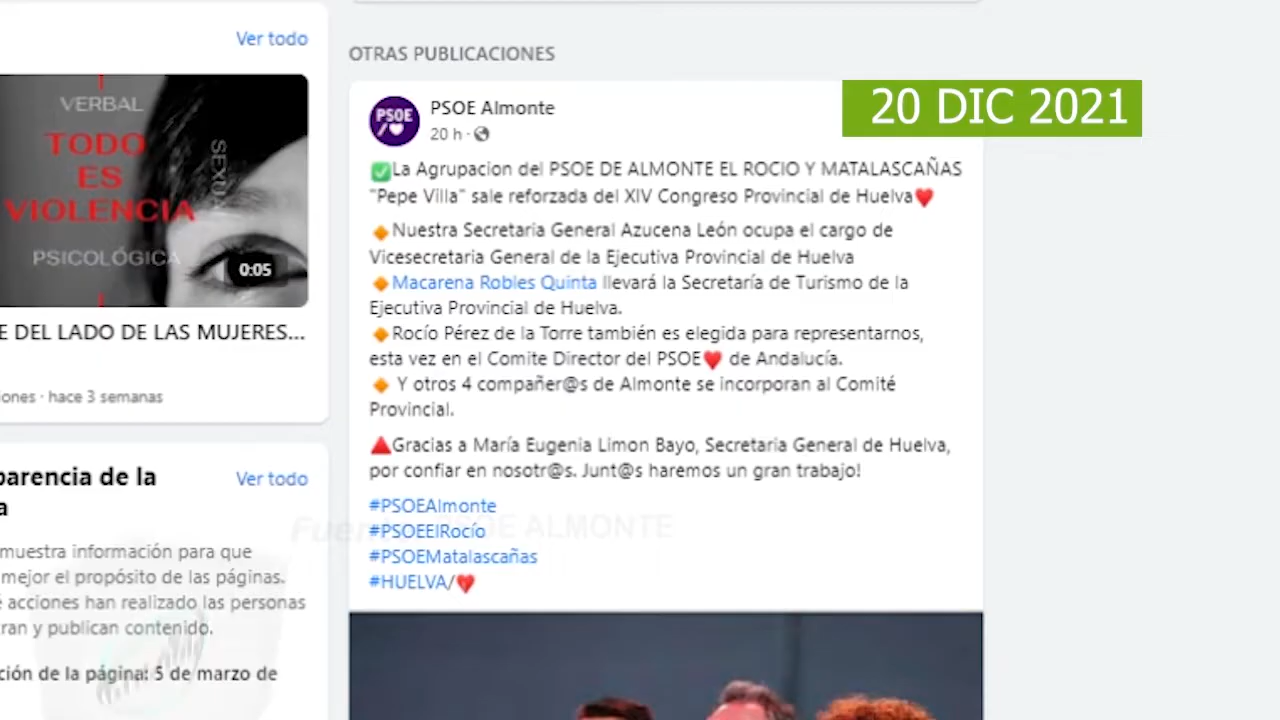 Ver todo
VERBAL
TODO
ES
VIOLENCIA
SEXU
PSICOLÓGICA
0:05
E DEL LADO DE LAS MUJERES...
iones · hace 3 semanas
parencia de la
Ver todo
a
muestra información para que
mejor el propósito de las páginas.
é acciones han realizado las personas
ran y publican contenido.
ción de la página: 5 de marzo de
OTRAS PUBLICACIONES
PSOE
PSOE Almonte
20 h ·
20 DIC 2021
✅La Agrupacion del PSOE DE ALMONTE EL ROCIO Y MATALASCAÑAS
"Pepe Villa" sale reforzada del XIV Congreso Provincial de Huelva♥️
🔸Nuestra Secretaria General Azucena León ocupa el cargo de
Vicesecretaria General de la Ejecutiva Provincial de Huelva
🔸Macarena Robles Quinta llevará la Secretaría de Turismo de la
Ejecutiva Provincial de Huelva.
🔸Rocío Pérez de la Torre también es elegida para representarnos,
esta vez en el Comite Director del PSOE♥️ de Andalucía.
🔸 Y otros 4 compañer@s de Almonte se incorporan al Comité
Provincial.
🔺Gracias a María Eugenia Limon Bayo, Secretaria General de Huelva,
por confiar en nosotr@s. Junt@s haremos un gran trabajo!
#PSOEAlmonte
#PSOEElRocío
#PSOEMatalascañas
#HUELVA/♥️
PSOE ALMONTE